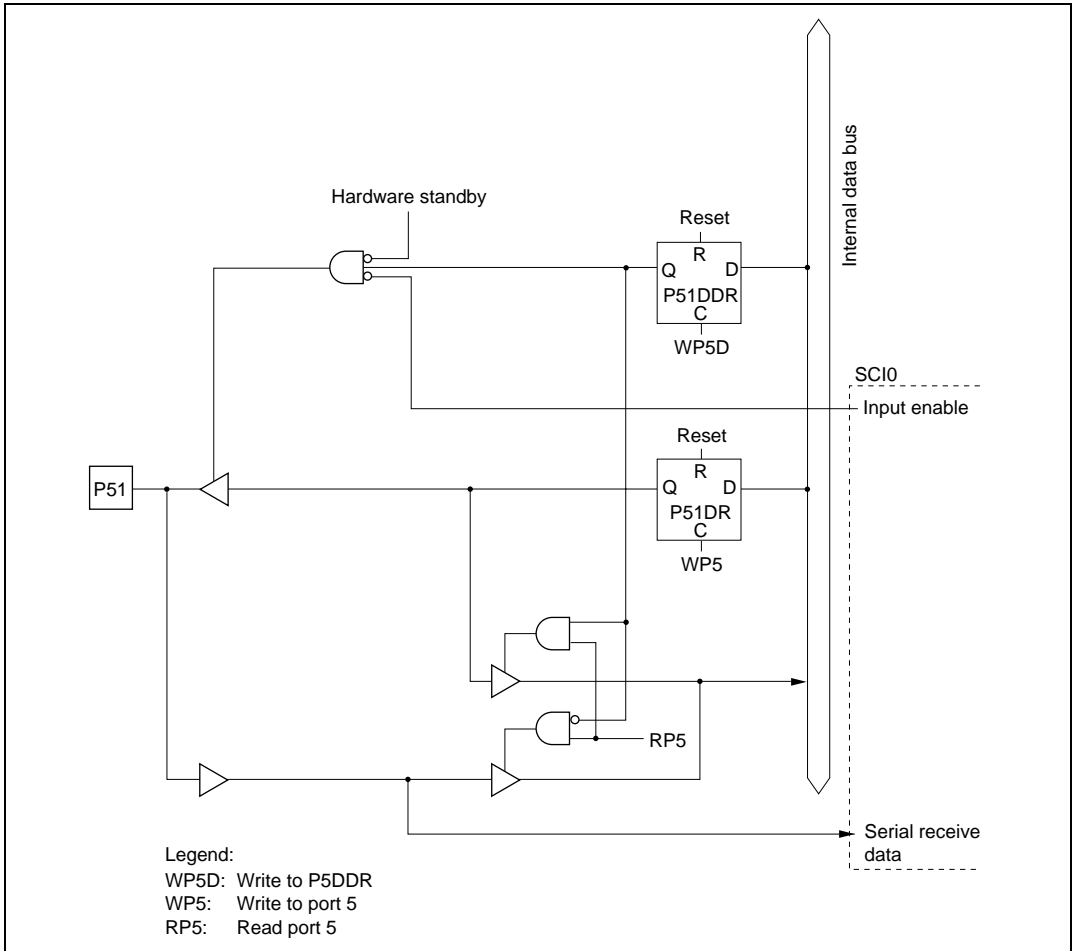 Internal data bus
Hardware standby
Reset
R
Q D
P51DDR
C
WP5D
SCI0
Input enable
Reset
R
P51
Q D
P51DR
C
WP5
RP5
Serial receive
data
Legend:
WP5D: Write to P5DDR
WP5: Write to port 5
RP5: Read port 5